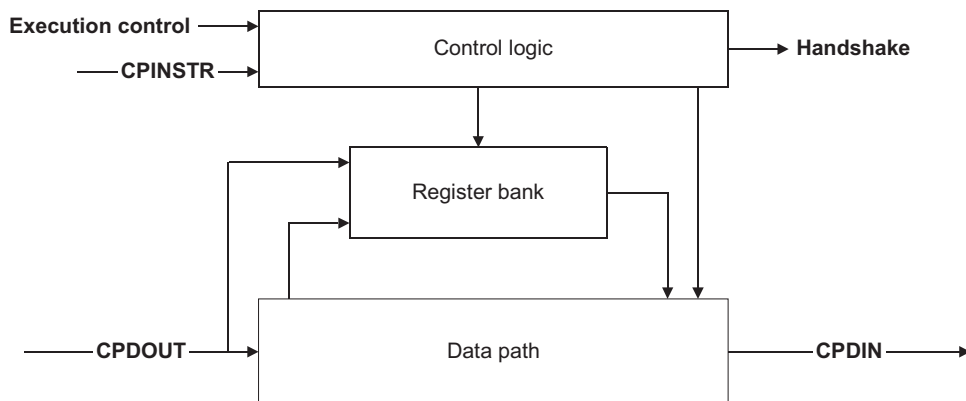 Execution control
Control logic
Handshake
CPINSTR
Register bank
CPDOUT
Data path
CPDIN